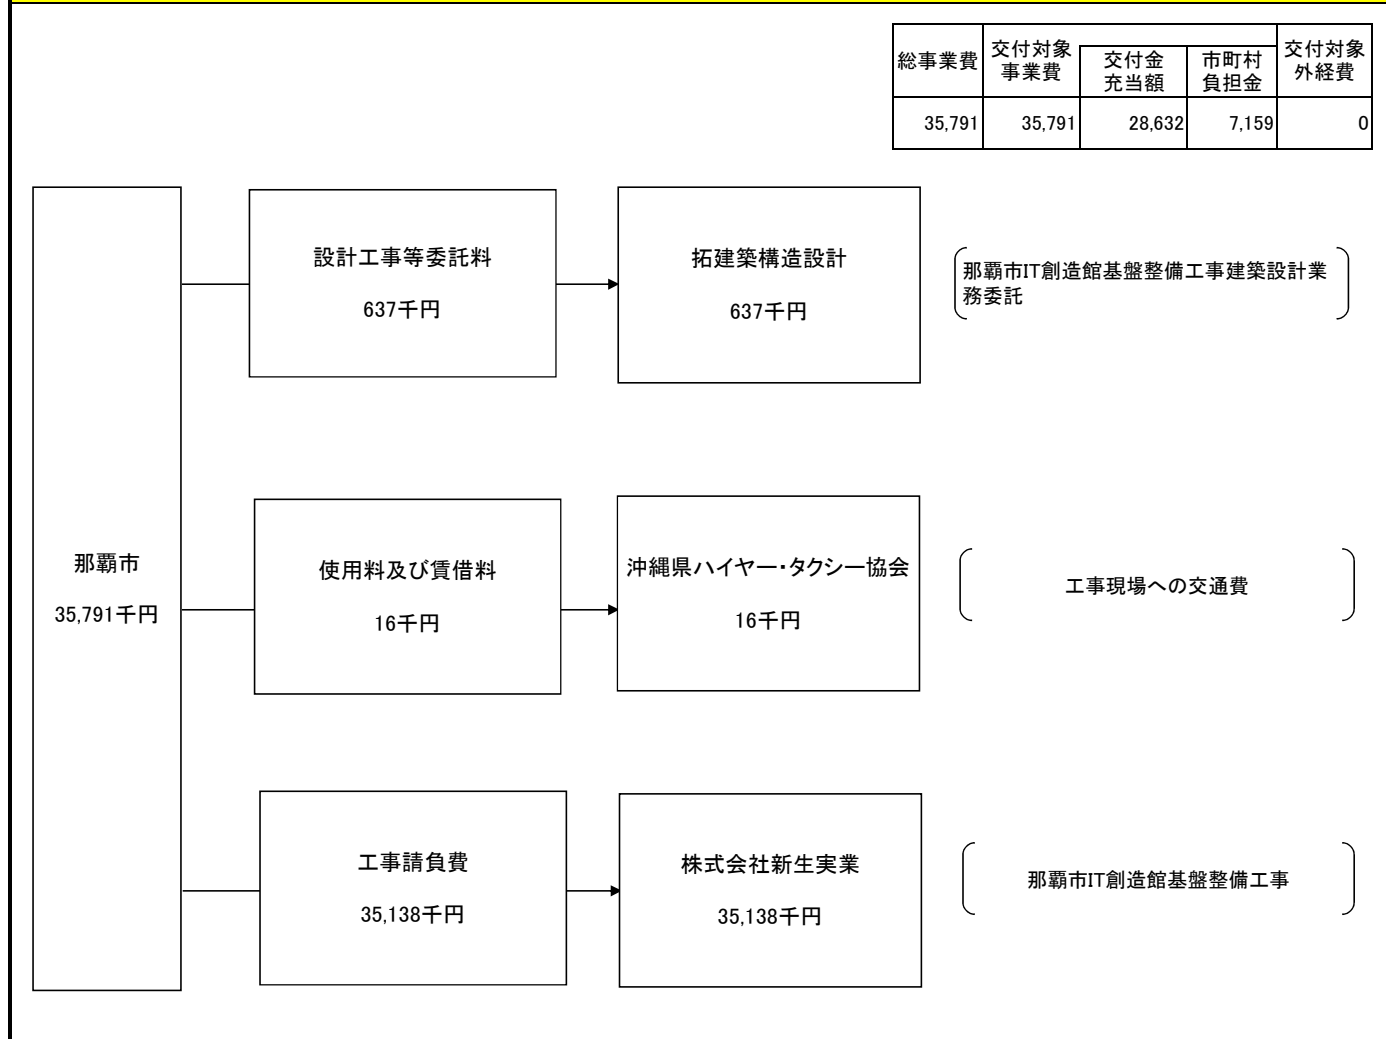 総事業費
交付対象
事業費
交付金
充当額
市町村
負担金
交付対象
外経費
35,791
35,791
28,632
7,159
0
那覇市
35,791千円
設計工事等委託料
637千円
拓建築構造設計
637千円
那覇市IT創造館基盤整備工事建築設計業
務委託
使用料及び賃借料
16千円
沖縄県ハイヤー・タクシー協会
16千円
工事現場への交通費
工事請負費
35,138千円
株式会社新生実業
35,138千円
那覇市IT創造館基盤整備工事